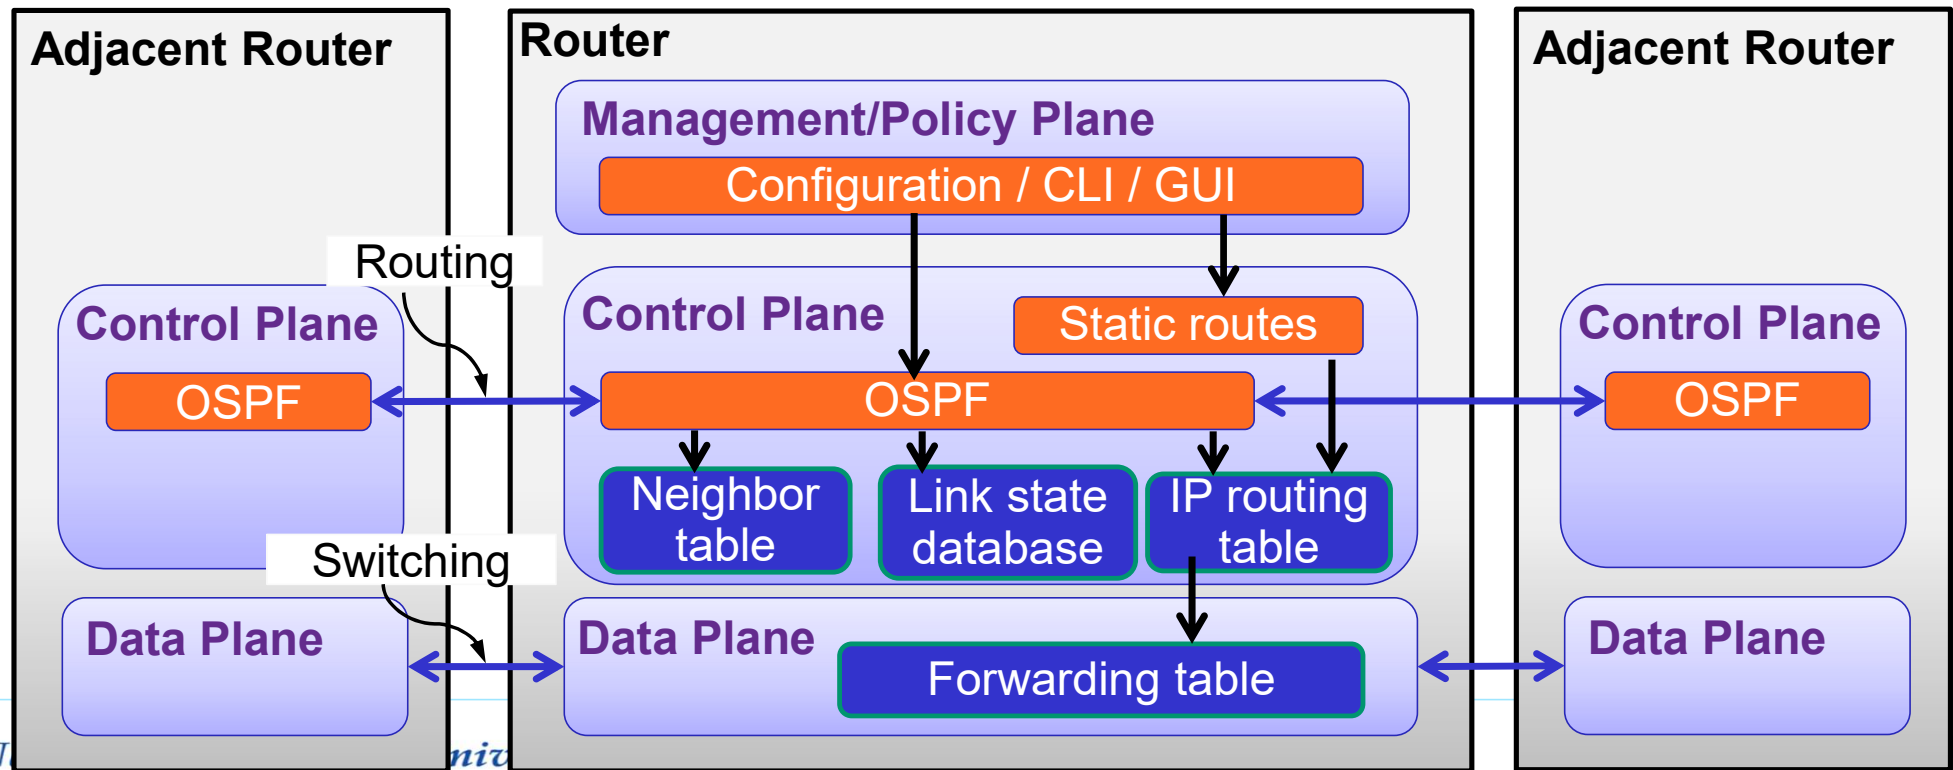 Adjacent Router
Router
Adjacent Router
Management/Policy Plane
Configuration / CLI / GUI
Routing
Control Plane
Control Plane
Static routes
Control Plane
OSPF
OSPF
OSPF
Neighbor
table
Link state
database
IP routing
table
Switching
Data Plane
Data Plane
Forwarding table
Data Plane